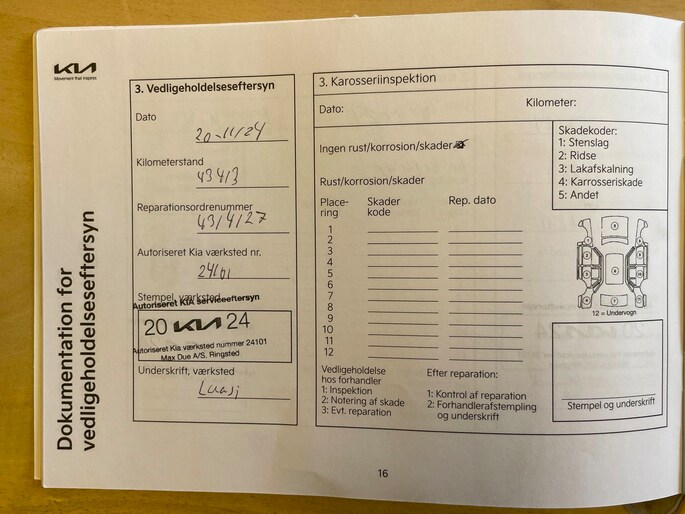 KIA
Movement that inspires
Dokumentation for
vedligeholdelseseftersyn
3. Vedligeholdelseseftersyn
Dato
20-11/24
Kilometerstand
43413
Reparationsordrenummer
43/4/27
Autoriseret Kia værksted nr.
24101
Stempel, værksted
Autoriseret KIA serviceeftersyn
20 KIA 24
Autoriseret Kia værksted nummer 24101
Max Due A/S. Ringsted
Underskrift, værksted
3. Karosseriinspektion
Dato:
Kilometer:
Ingen rust/korrosion/skader
Rust/korrosion/skader
Place-
ring
Skader
kode
Rep. dato
1
2
3
4
5
6
7
8
9
10
11
12
Skadekoder:
1: Stenslag
2: Ridse
3: Lakafskalning
4: Karrosseriskade
5: Andet
12 = Undervogn
Vedligeholdelse
hos forhandler
1: Inspektion
2: Notering af skade
3: Evt. reparation
Efter reparation:
1: Kontrol af reparation
2: Forhandlerafstempling
og underskrift
Stempel og underskrift
16